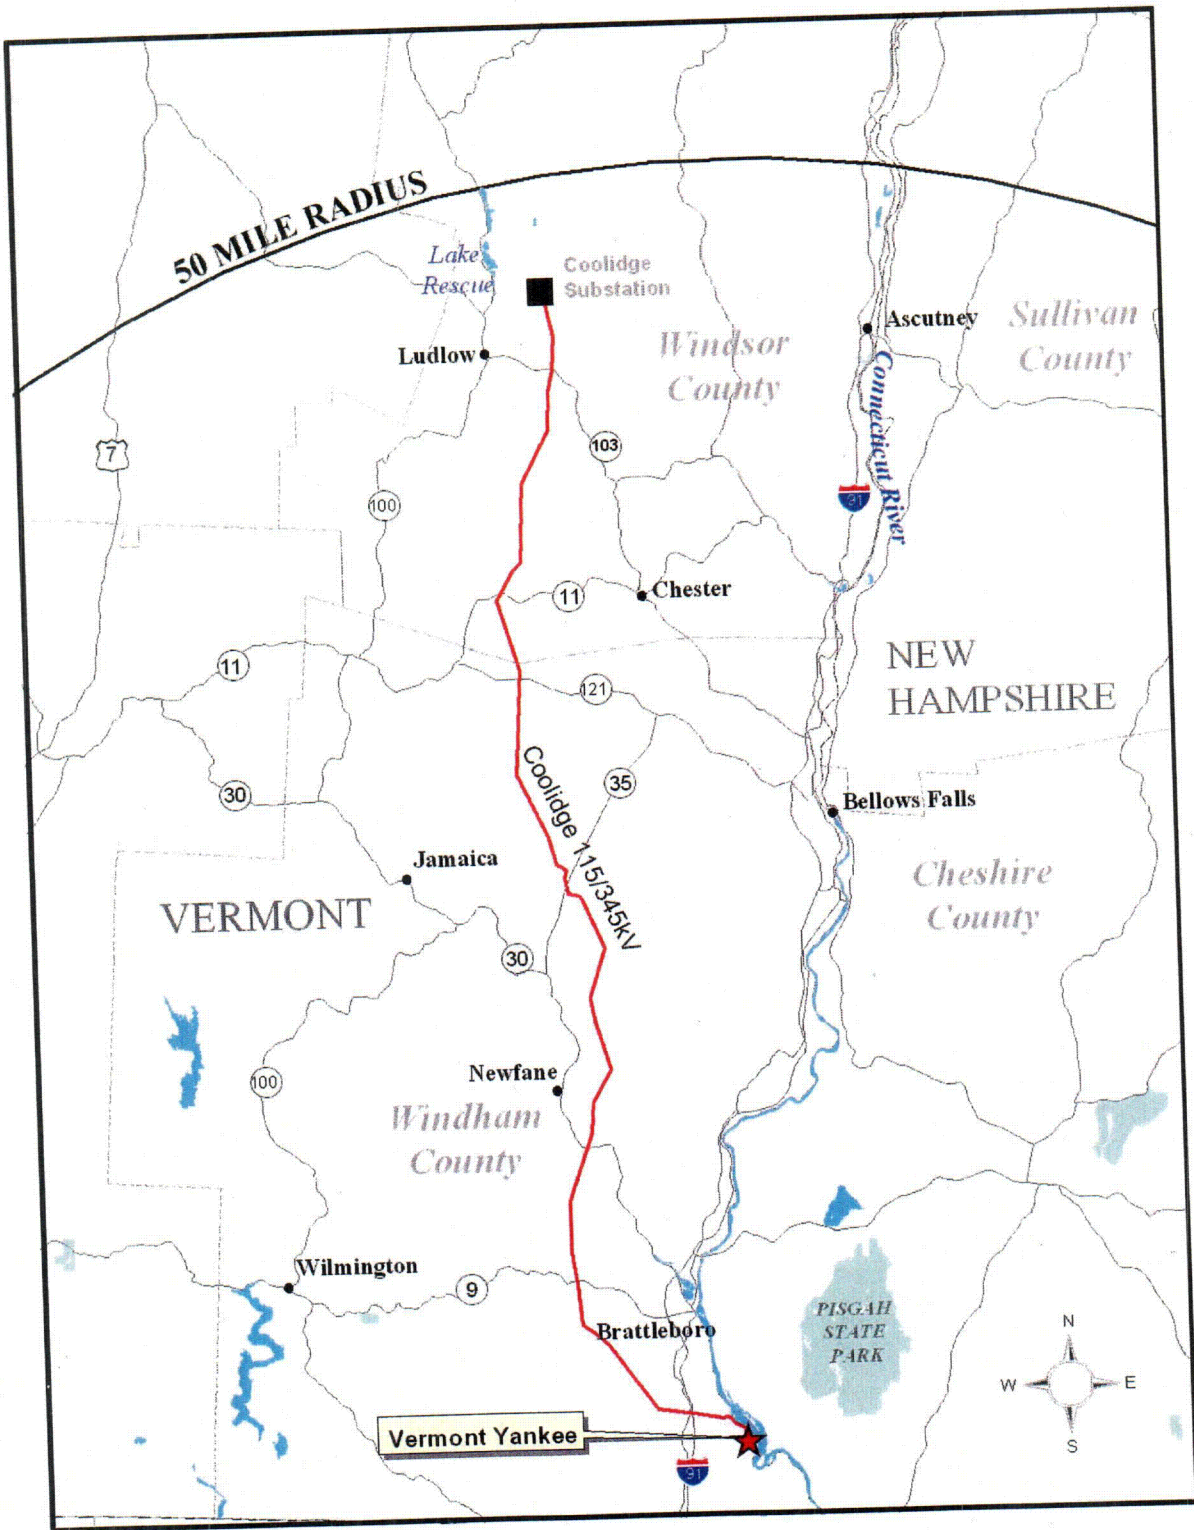 50 MILE RADIUS
Lake
Rescue
Coolidge
Substation
Ludlow
Windsor
County
Ascutney
Sullivan
County
Connecticut River
7
103
100
91
11
Chester
NEW
HAMPSHIRE
11
121
Coolidge 115/345kV
35
30
Bellows Falls
Jamaica
Cheshire
County
VERMONT
30
Newfane
100
Windham
County
Wilmington
9
Brattleboro
PISGAH
STATE
PARK
N
W
E
S
Vermont Yankee
91